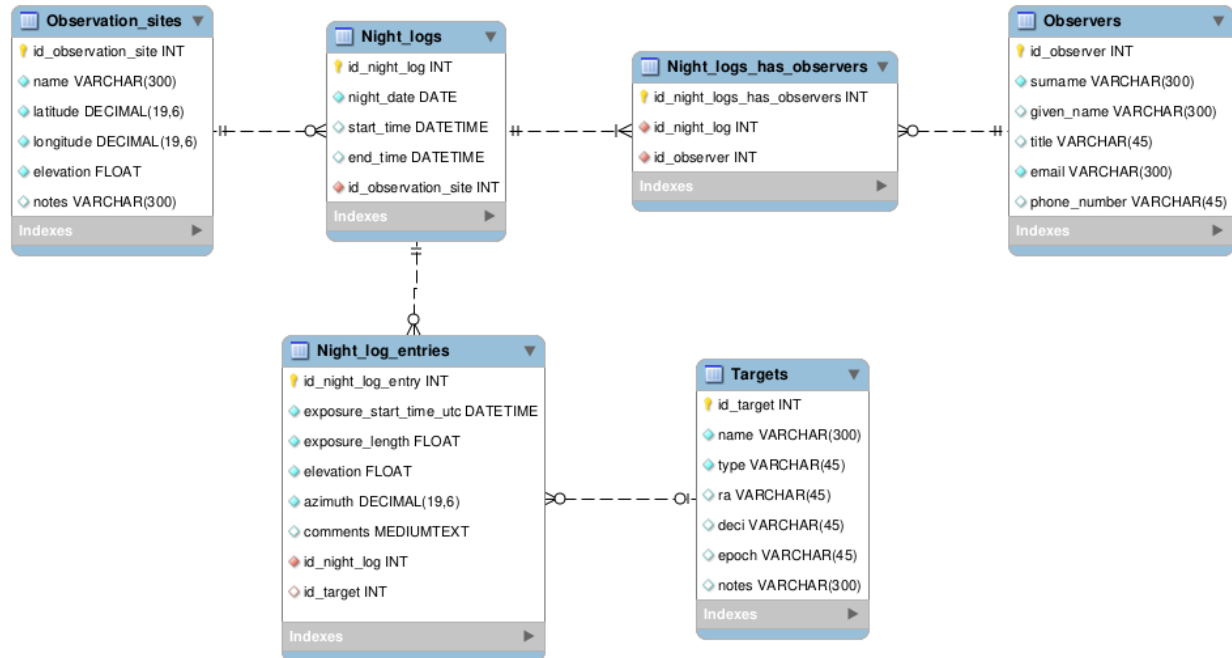 Observation_sites
id_observation_site INT
name VARCHAR(300)
latitude DECIMAL(19,6)
longitude DECIMAL(19,6)
elevation FLOAT
notes VARCHAR(300)
Indexes
Night_logs
id_night_log INT
night_date DATE
start_time DATETIME
end_time DATETIME
id_observation_site INT
Indexes
Night_logs_has_observers
id_night_logs_has_observers INT
id_night_log INT
id_observer INT
Indexes
Observers
id_observer INT
surname VARCHAR(300)
given_name VARCHAR(300)
title VARCHAR(45)
email VARCHAR(300)
phone_number VARCHAR(45)
Indexes
Night_log_entries
id_night_log_entry INT
exposure_start_time_utc DATETIME
exposure_length FLOAT
elevation FLOAT
azimuth DECIMAL(19,6)
comments MEDIUMTEXT
id_night_log INT
id_target INT
Indexes
Targets
id_target INT
name VARCHAR(300)
type VARCHAR(45)
ra VARCHAR(45)
deci VARCHAR(45)
epoch VARCHAR(45)
notes VARCHAR(300)
Indexes